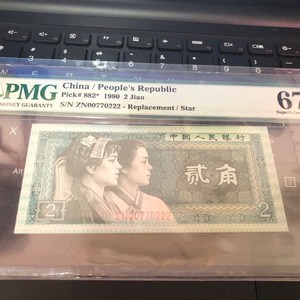 PMG
MONEY GUARANTY
China / People's Republic
Pick# 882* 1980 2 Jiao
S/N ZN00770222 - Replacement / Star
67
Alt
中国人民银行
贰角
2
ZN00770222
2